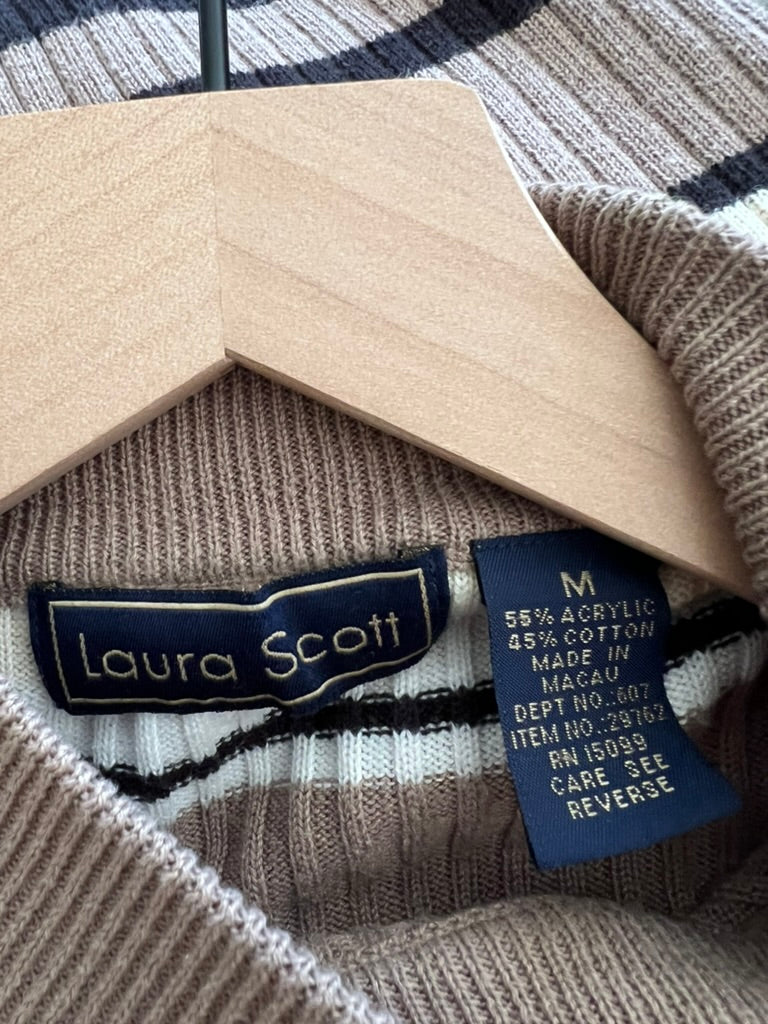 Laura Scott
M
55% ACRYLIC
45% COTTON
MADE IN
MACAU
DEPT NO.:607
ITEM NO.:29762
RN 15099
CARE SEE
REVERSE